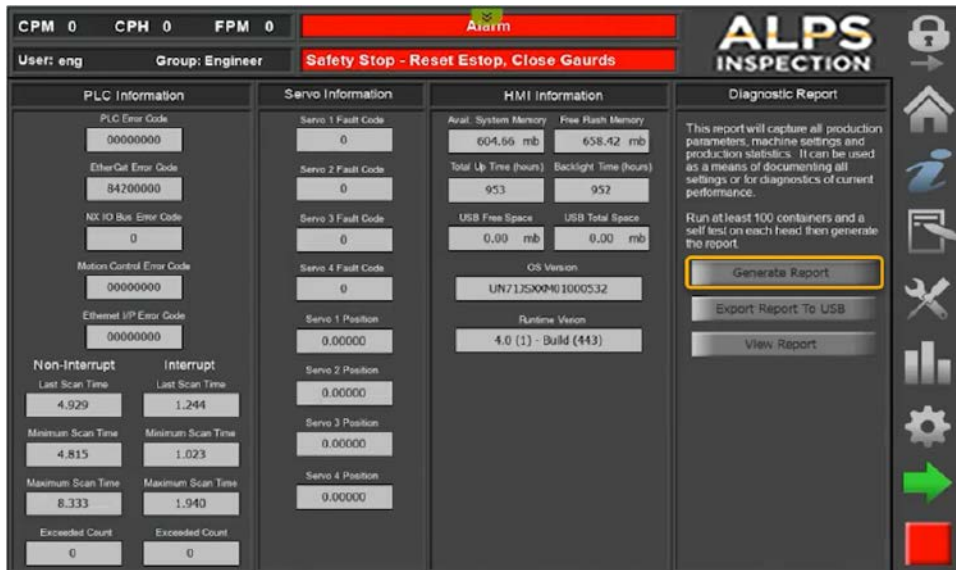 CPM 0 CPH 0 FPM 0
Alarm
ALPS
INSPECTION
User: eng Group: Engineer
Safety Stop - Reset Estop, Close Gaurds
PLC Information
PLC Error Code
00000000
EtherCat Error Code
84200000
NX IO Bus Error Code
0
Motion Control Error Code
00000000
Ethernet I/P Error Code
00000000
Non-Interrupt Interrupt
Last Scan Time Last Scan Time
4.929 1.244
Minimum Scan Time Minimum Scan Time
4.815 1.023
Maximum Scan Time Maximum Scan Time
8.333 1.940
Exceeded Count Exceeded Count
0 0
Servo Information
Servo 1 Fault Code
0
Servo 2 Fault Code
0
Servo 3 Fault Code
0
Servo 4 Fault Code
0
Servo 1 Position
0.00000
Servo 2 Position
0.00000
Servo 3 Position
0.00000
Servo 4 Position
0.00000
HMI Information
Avail. System Memory Free Flash Memory
604.66 mb 658.42 mb
Total Up Time (hours) Backlight Time (hours)
953 952
USB Free Space USB Total Space
0.00 mb 0.00 mb
OS Version
Runtime Version
4.0 (1) - Build (443)
Diagnostic Report
This report will capture all production
parameters, machine settings and
production statistics. It can be used
as a means of documenting all
settings or for diagnostics of current
performance.
Run at least 100 containers and a
self test on each head then generate
the report.
Generate Report
Export Report To USB
View Report